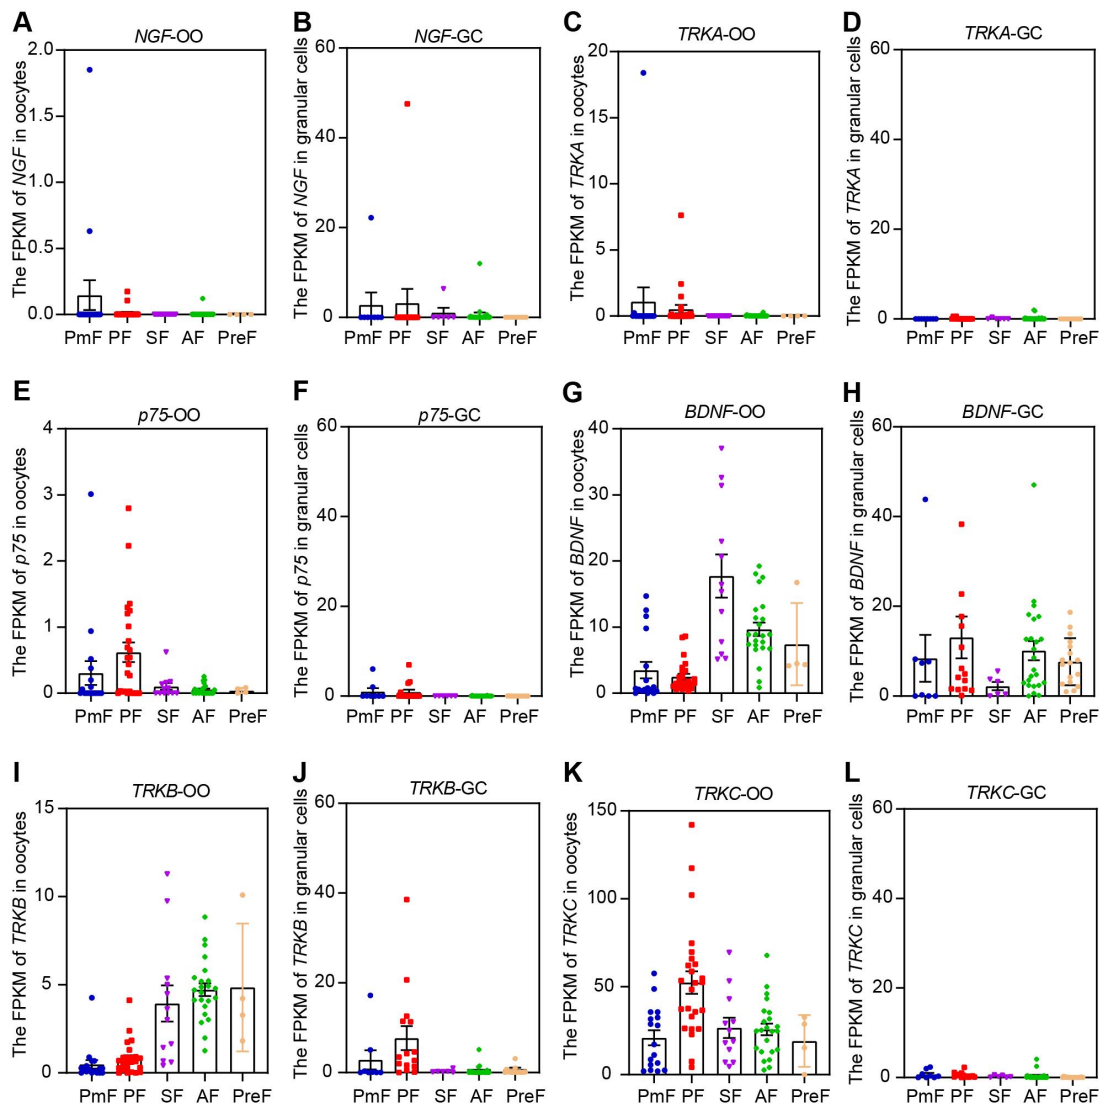 A
NGF-OO
The FPKM of NGF in oocytes
2.0
1.5
1.0
0.5
0.0
PmF PF SF AF PreF
B
NGF-GC
The FPKM of NGF in granular cells
60
40
20
0
PmF PF SF AF PreF
C
TRKA-OO
The FPKM of TRKA in oocytes
20
15
10
5
0
PmF PF SF AF PreF
D
TRKA-GC
The FPKM of TRKA in granular cells
60
40
20
0
PmF PF SF AF PreF
E
p75-OO
The FPKM of p75 in oocytes
4
3
2
1
0
PmF PF SF AF PreF
F
p75-GC
The FPKM of p75 in granular cells
60
40
20
0
PmF PF SF AF PreF
G
BDNF-OO
The FPKM of BDNF in oocytes
40
30
20
10
0
PmF PF SF AF PreF
H
BDNF-GC
The FPKM of BDNF in granular cells
60
40
20
0
PmF PF SF AF PreF
I
TRKB-OO
The FPKM of TRKB in oocytes
15
10
5
0
PmF PF SF AF PreF
J
TRKB-GC
The FPKM of TRKB in granular cells
60
40
20
0
PmF PF SF AF PreF
K
TRKC-OO
The FPKM of TRKC in oocytes
150
100
50
0
PmF PF SF AF PreF
L
TRKC-GC
The FPKM of TRKC in granular cells
60
40
20
0
PmF PF SF AF PreF